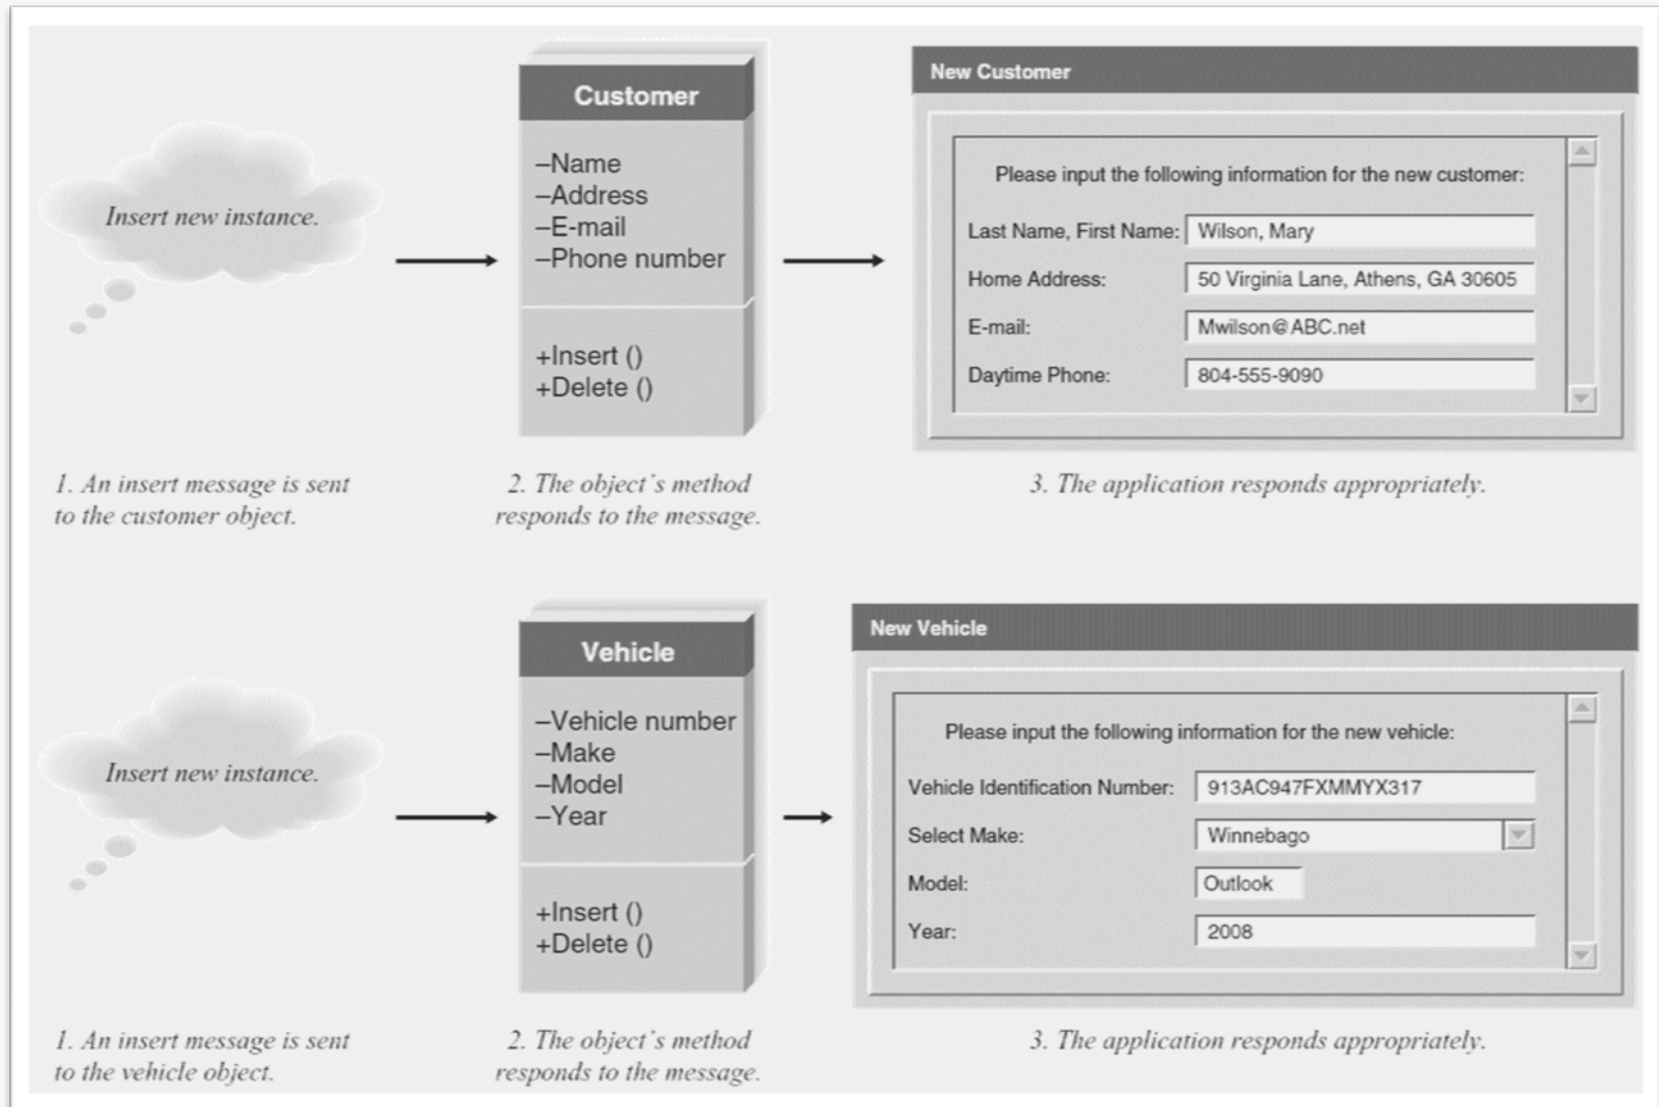 Insert new instance.
Customer
–Name
–Address
–E-mail
–Phone number
+Insert ()
+Delete ()
New Customer
Please input the following information for the new customer:
Last Name, First Name: Wilson, Mary
Home Address: 50 Virginia Lane, Athens, GA 30605
E-mail: Mwilson@ABC.net
Daytime Phone: 804-555-9090
1. An insert message is sent
to the customer object.
2. The object's method
responds to the message.
3. The application responds appropriately.
Insert new instance.
Vehicle
–Vehicle number
–Make
–Model
–Year
+Insert ()
+Delete ()
New Vehicle
Please input the following information for the new vehicle:
Vehicle Identification Number: 913AC947FXMMYX317
Select Make: Winnebago
Model: Outlook
Year: 2008
1. An insert message is sent
to the vehicle object.
2. The object's method
responds to the message.
3. The application responds appropriately.